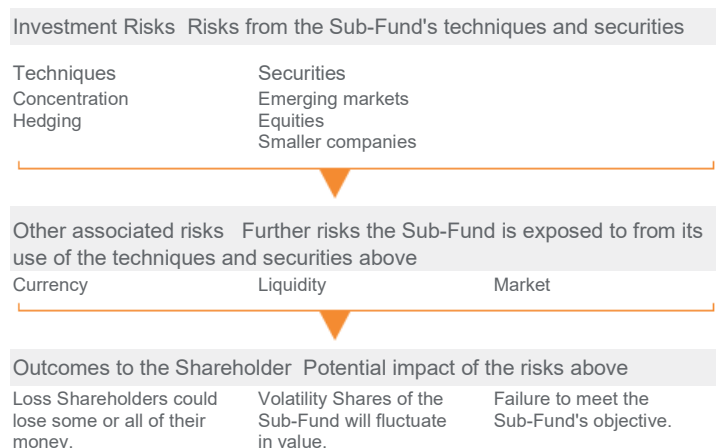 Investment Risks Risks from the Sub-Fund's techniques and securities
Techniques
Concentration
Hedging
Securities
Emerging markets
Equities
Smaller companies
Other associated risks Further risks the Sub-Fund is exposed to from its
use of the techniques and securities above
Currency
Liquidity
Market
Outcomes to the Shareholder Potential impact of the risks above
Loss Shareholders could
lose some or all of their
money.
Volatility Shares of the
Sub-Fund will fluctuate
in value.
Failure to meet the
Sub-Fund's objective.